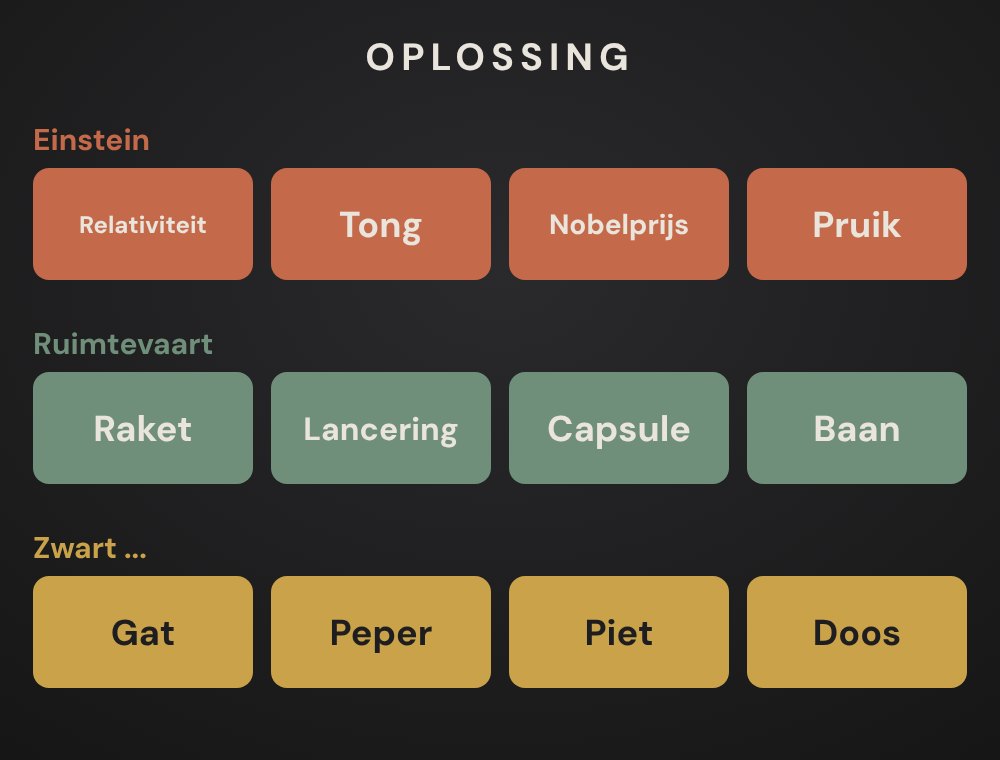 OPLOSSING
Einstein
Relativiteit Tong Nobelprijs Pruik
Ruimtevaart
Raket Lancering Capsule Baan
Zwart ...
Gat Peper Piet Doos